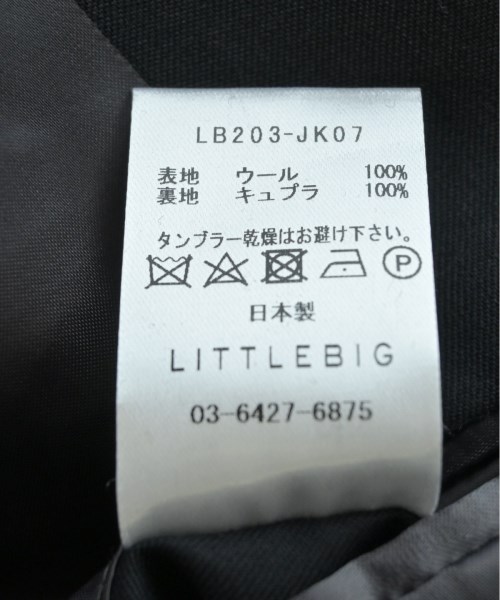 LB203-JK07
表地 ウール 100%
裏地 キュプラ 100%
タンブラー乾燥はお避け下さい。
P
日本製
LITTLEBIG
03-6427-6875